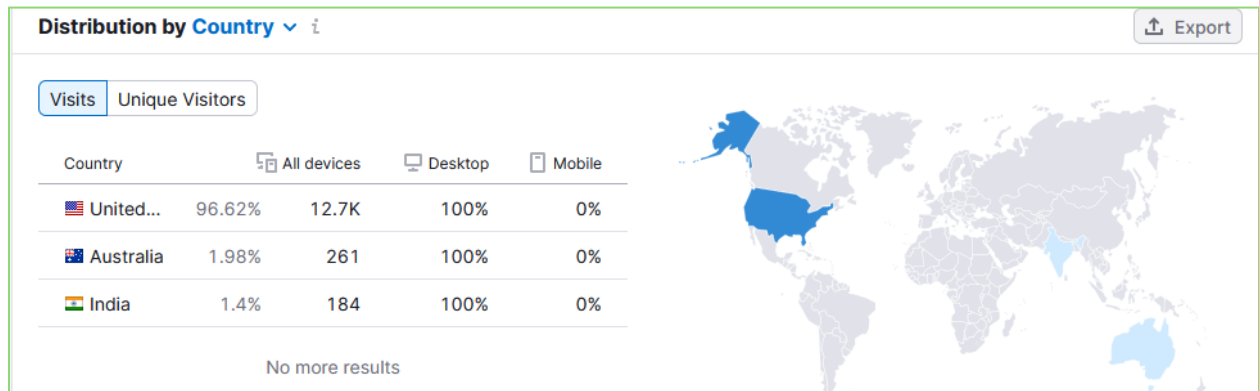 Distribution by Country i
Export
Visits Unique Visitors
Country All devices Desktop Mobile
United... 96.62% 12.7K 100% 0%
Australia 1.98% 261 100% 0%
India 1.4% 184 100% 0%
No more results